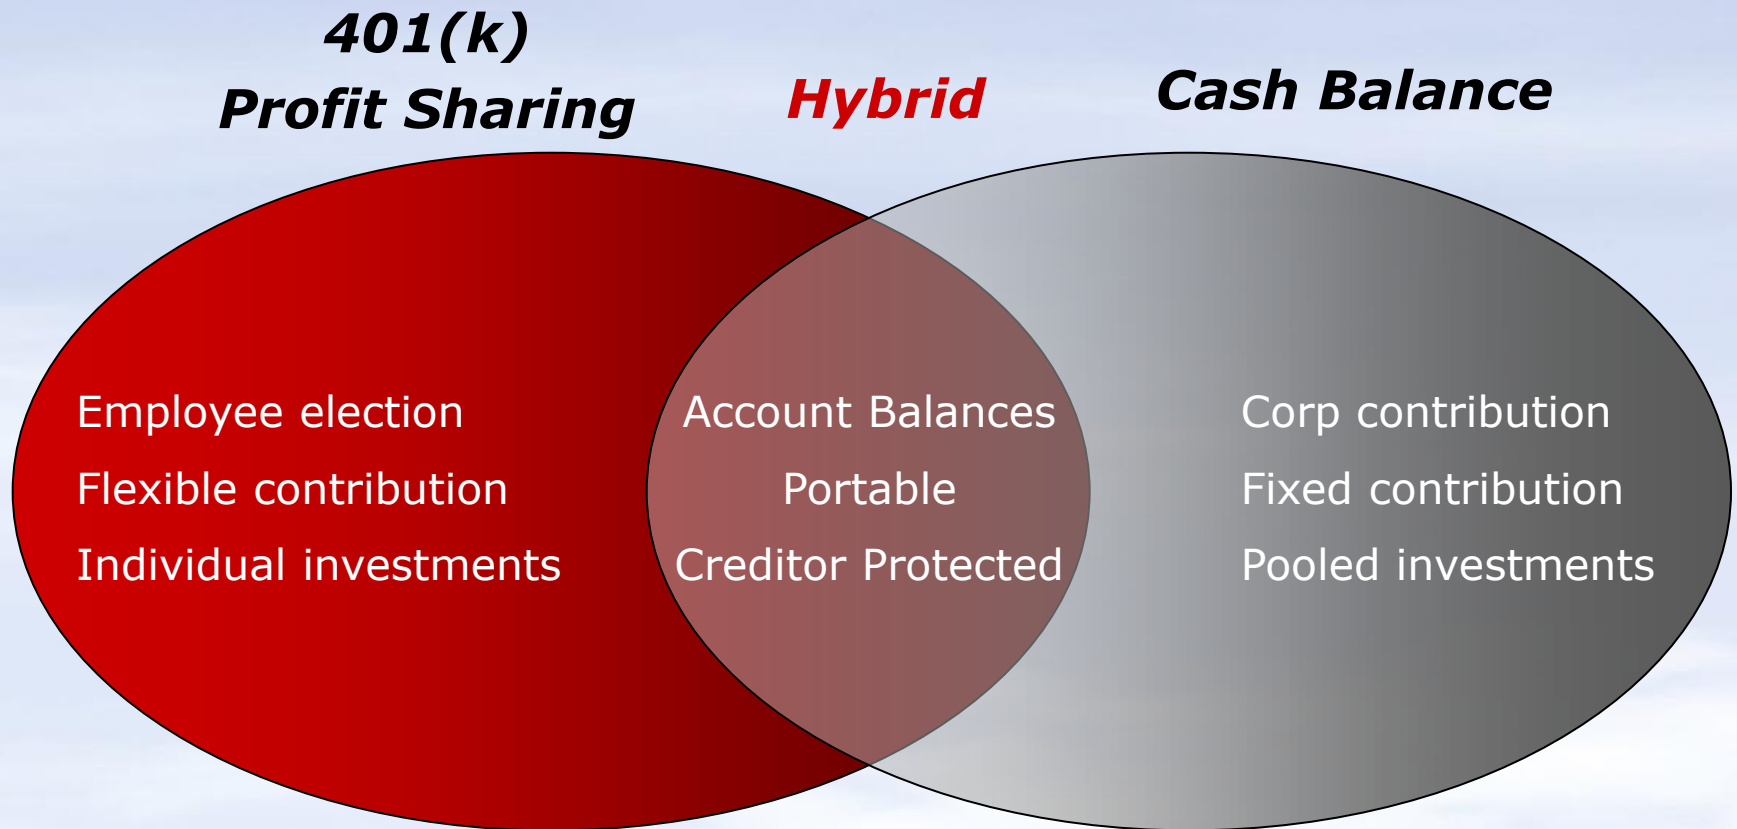 401(k)
Profit Sharing
Hybrid
Cash Balance
Employee election
Flexible contribution
Individual investments
Account Balances
Portable
Creditor Protected
Corp contribution
Fixed contribution
Pooled investments